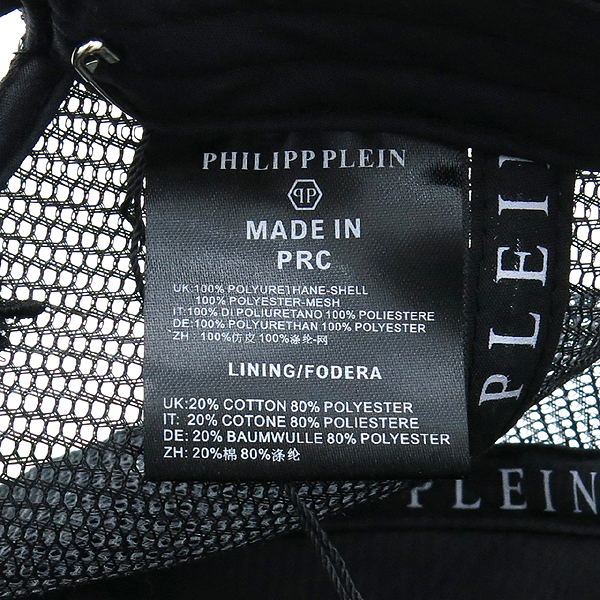 PHILIPP PLEIN
PP
MADE IN
PRC
UK:100% POLYURETHANE-SHELL
100% POLYESTER-MESH
IT:100% DI POLIURETANO 100% POLIESTERE
DE:100% POLYURETHAN 100% POLYESTER
ZH: 100%仿皮 100%涤纶-网
LINING/FODERA
UK:20% COTTON 80% POLYESTER
IT: 20% COTONE 80% POLIESTERE
DE: 20% BAUMWULLE 80% POLYESTER
ZH: 20%棉 80%涤纶
PLEIN
PLEIN